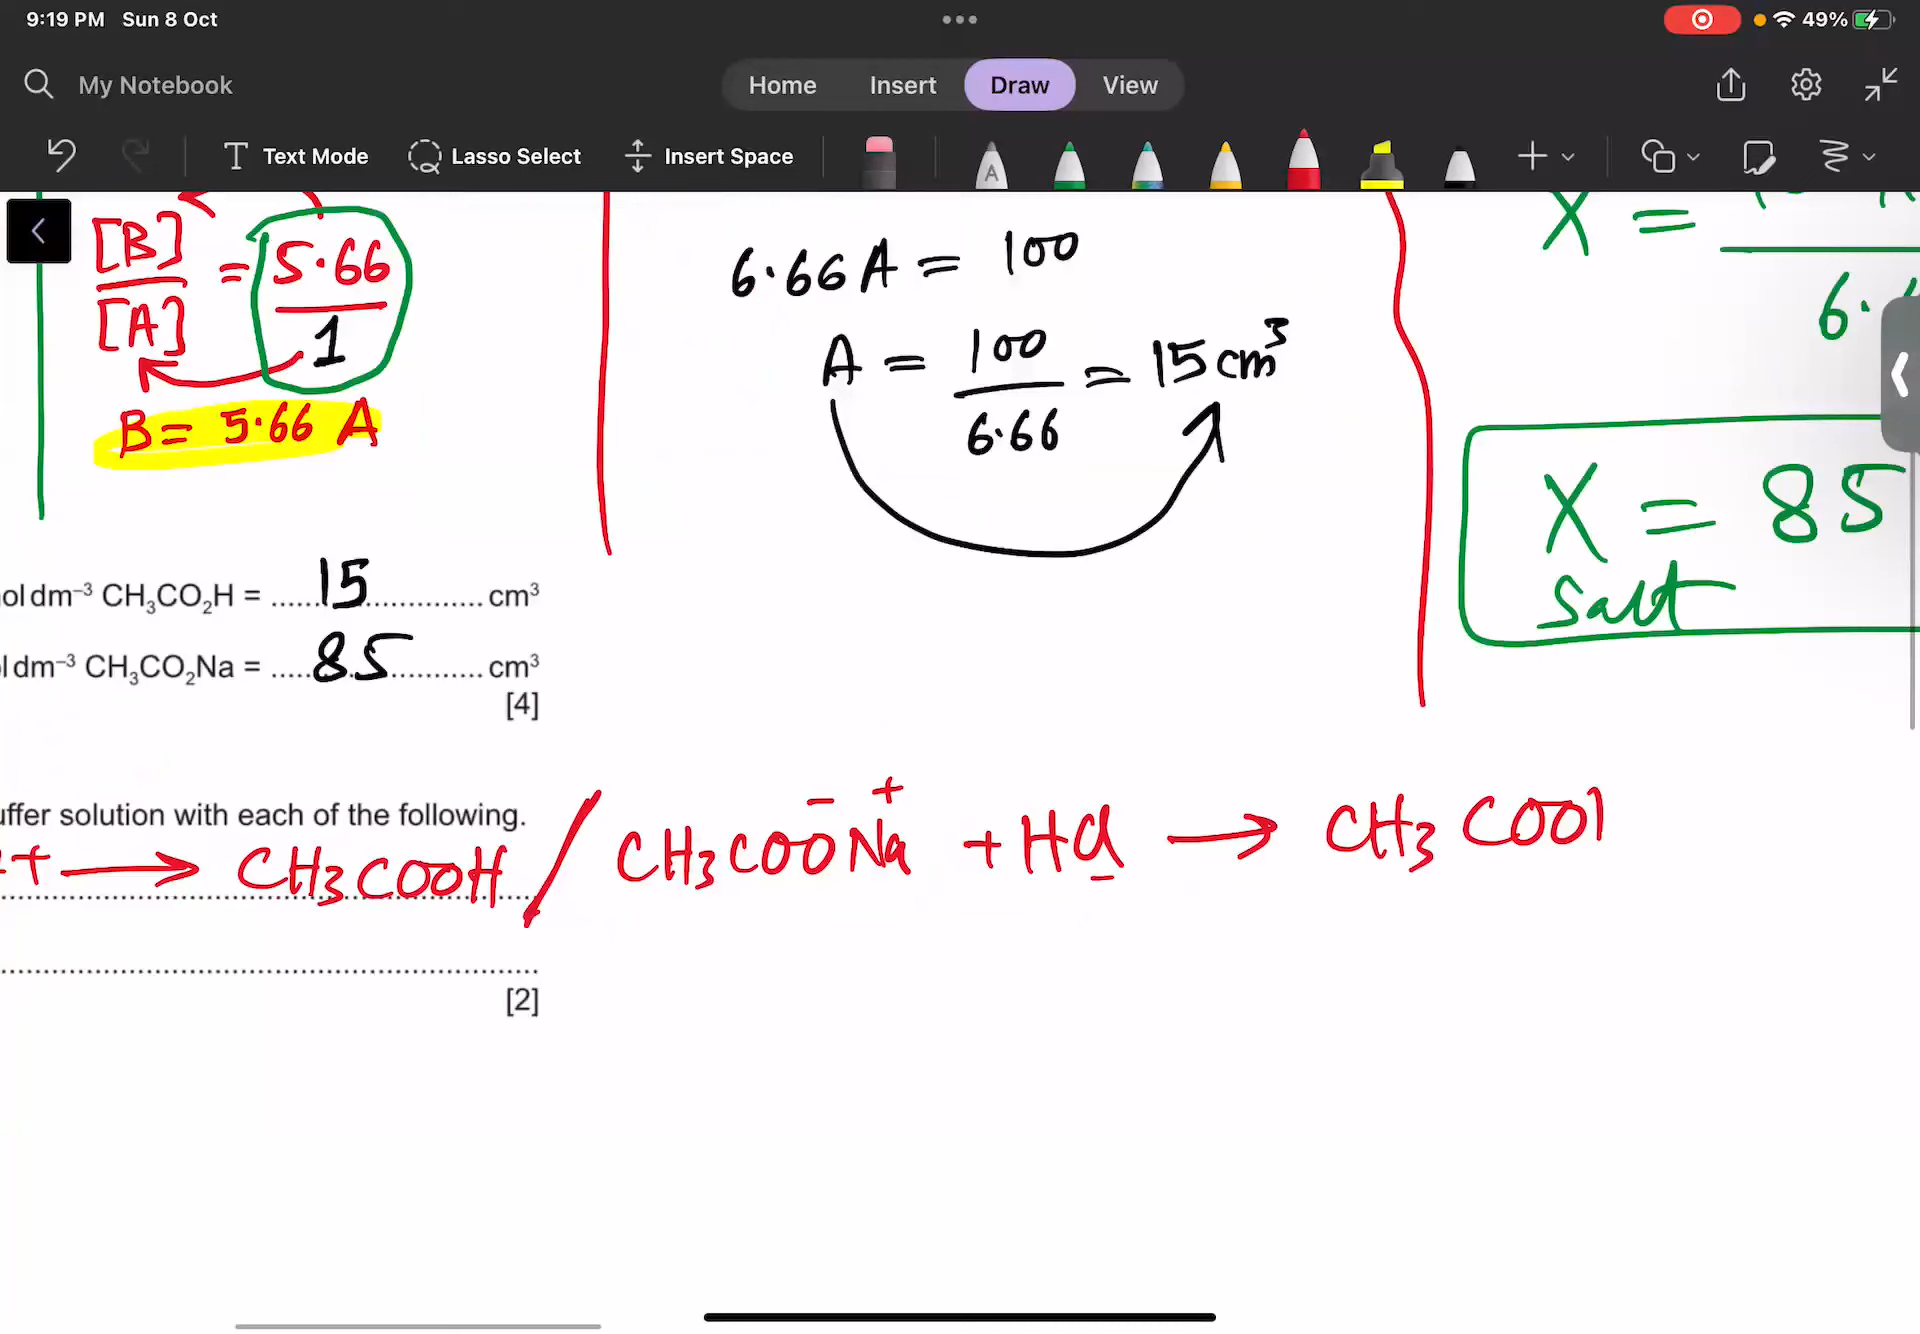 9:19 PM Sun 8 Oct
49%
My Notebook
Home Insert Draw View
Text Mode Lasso Select Insert Space
A
[B]
[A]
= 5.66
1
B = 5.66 A
6.66 A = 100
A = 100
6.66
= 15 cm³
X =
6.
X = 85
Salt
ol dm⁻³ CH₃CO₂H = ......15.............. cm³
l dm⁻³ CH₃CO₂Na = .....85........... cm³
[4]
uffer solution with each of the following.
+ → CH₃COOH / CH₃COO⁻Na⁺ + HCl → CH₃COO
[2]